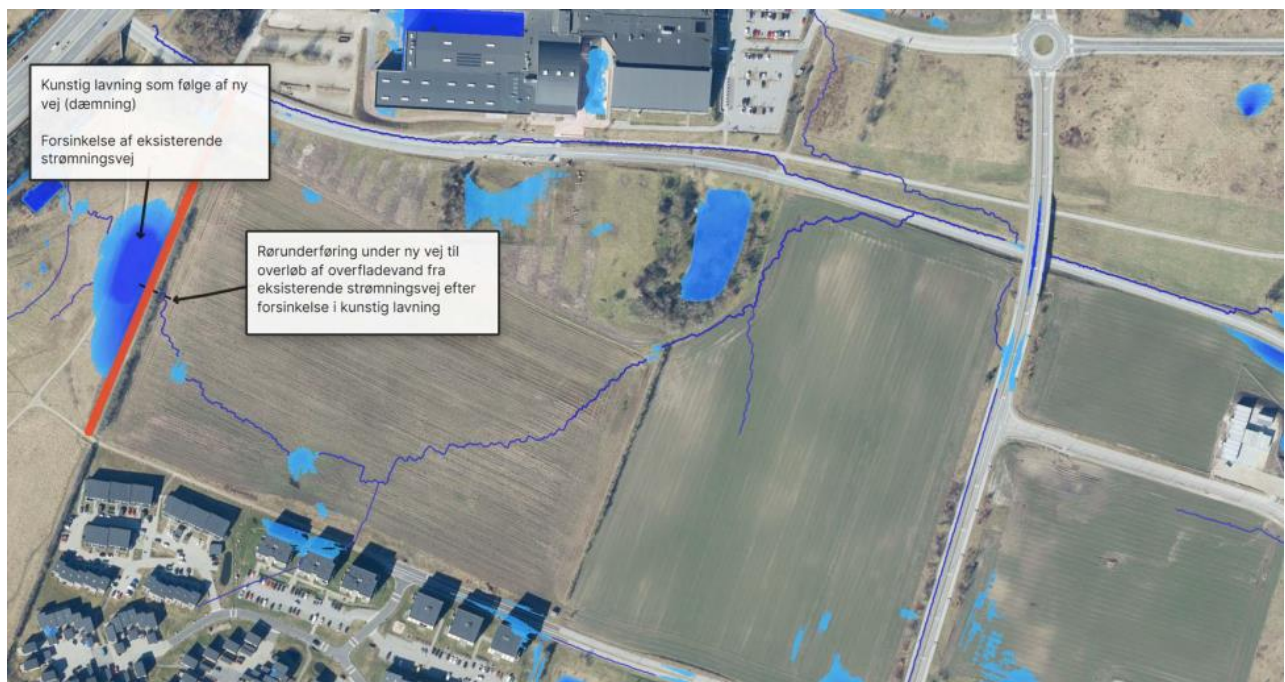 Kunstig lavning som følge af ny
vej (dæmning)
Forsinkelse af eksisterende
strømningsvej
Rørunderføring under ny vej til
overløb af overfladevand fra
eksisterende strømningsvej efter
forsinkelse i kunstig lavning